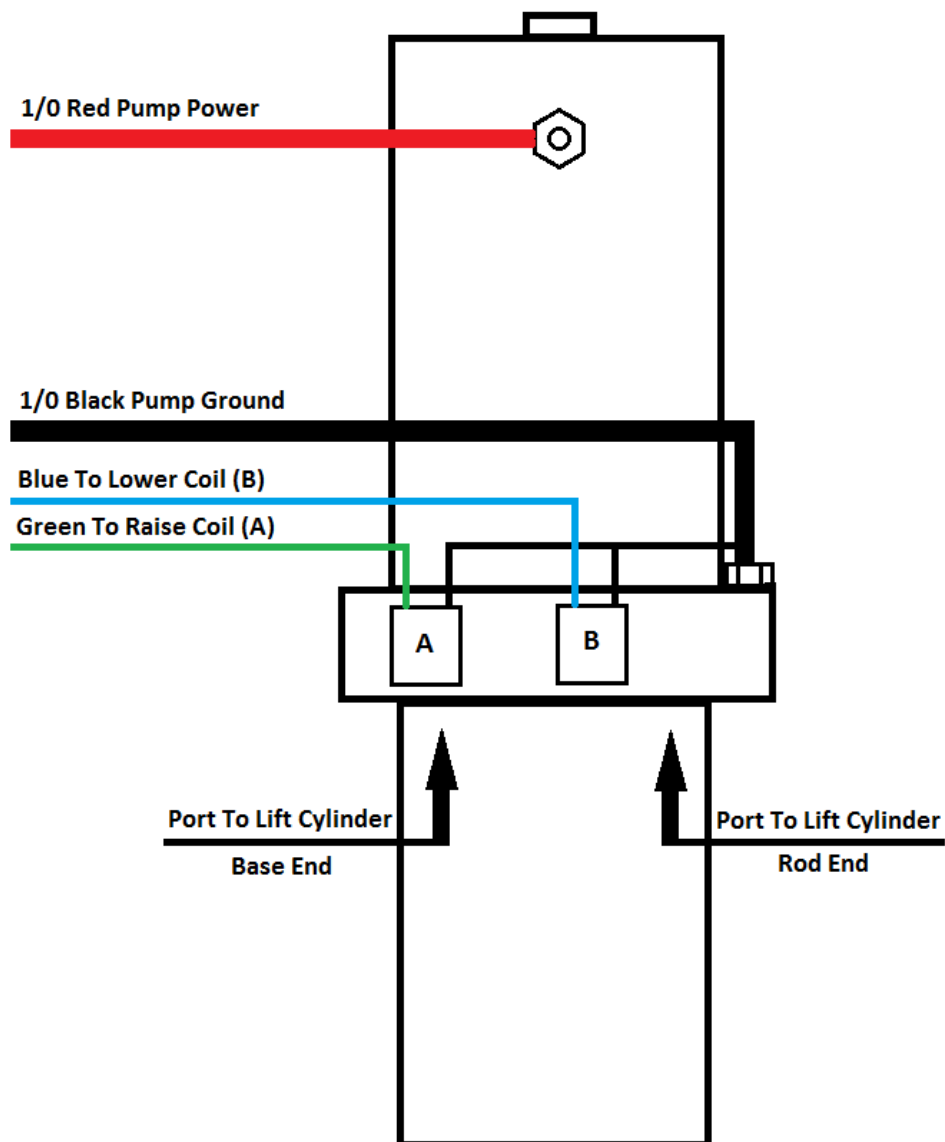 1/0 Red Pump Power
1/0 Black Pump Ground
Blue To Lower Coil (B)
Green To Raise Coil (A)
A
B
Port To Lift Cylinder
Base End
Port To Lift Cylinder
Rod End